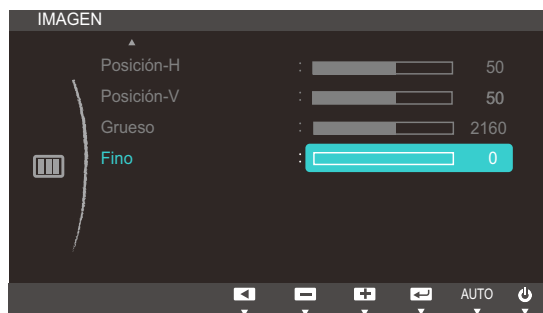 IMAGEN
Posición-H : 50
Posición-V : 50
Grueso : 2160
Fino : 0
AUTO